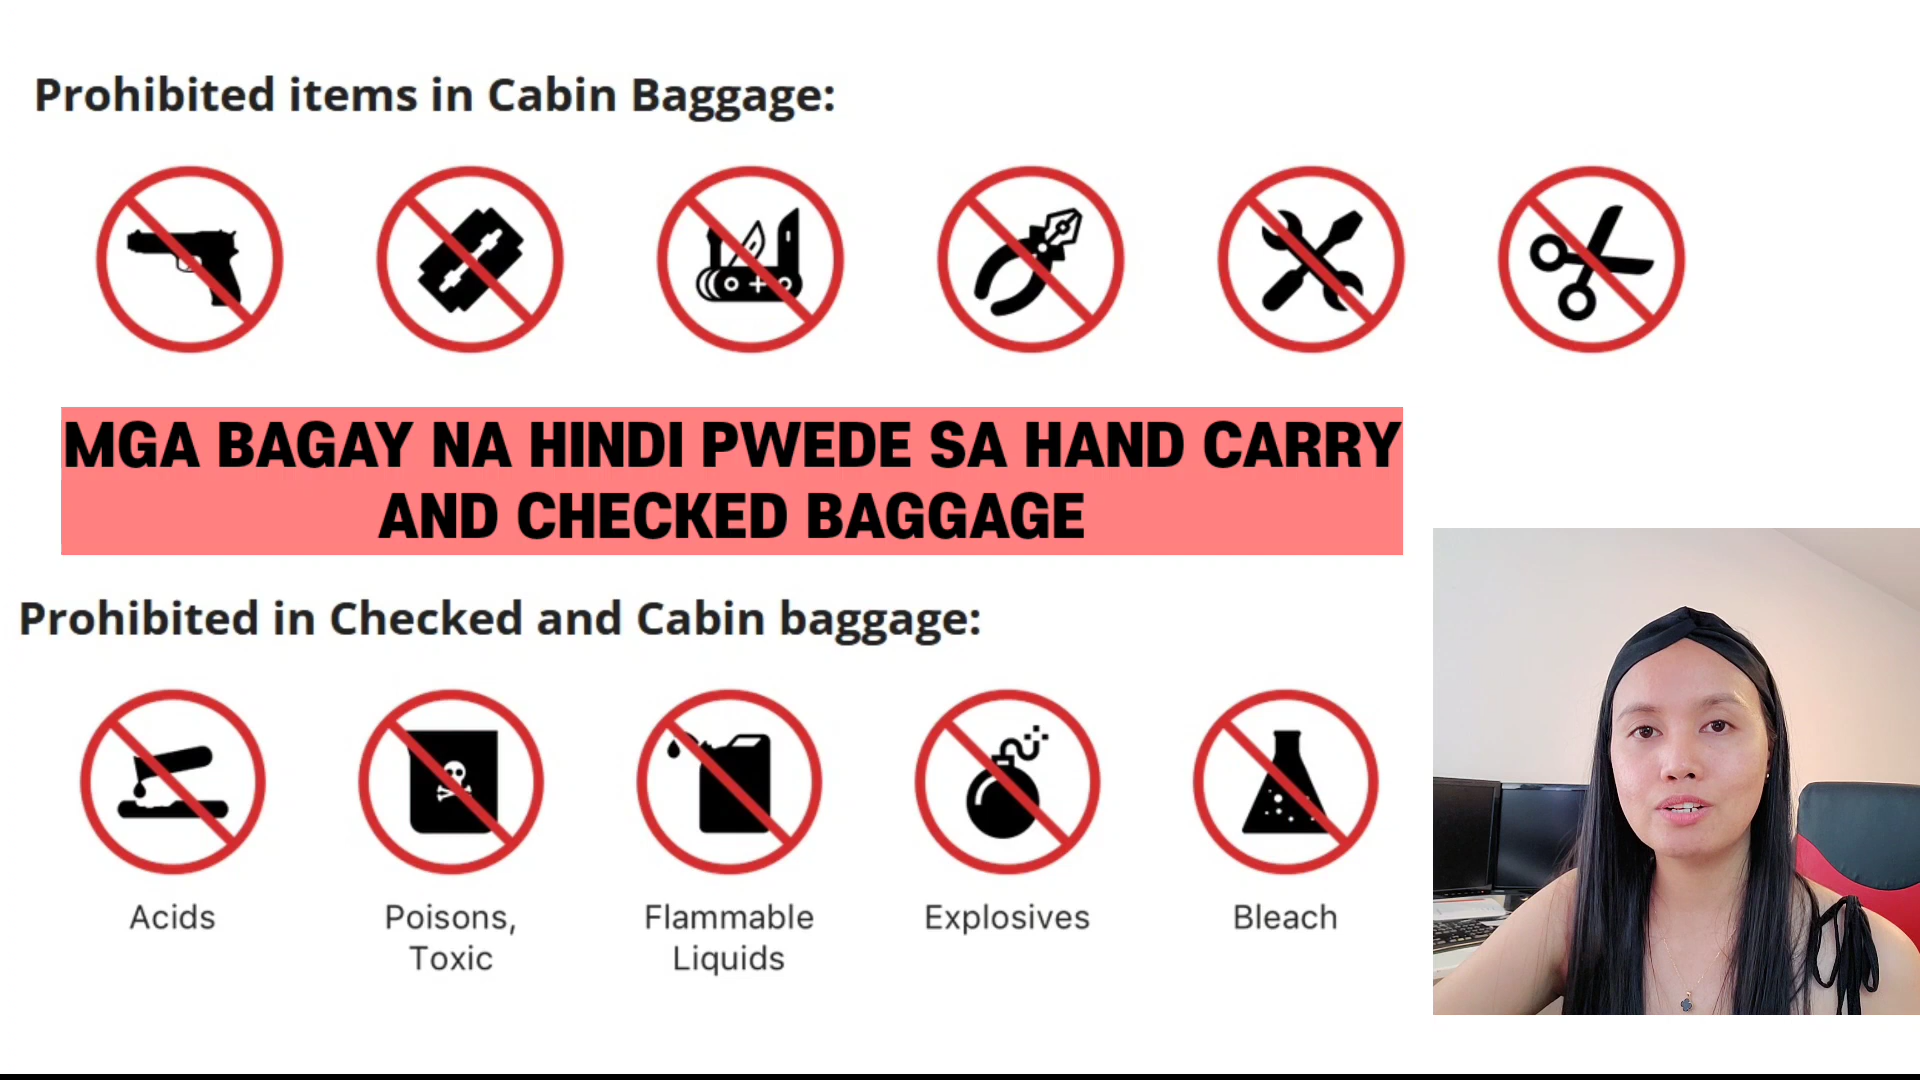 Prohibited items in Cabin Baggage:
MGA BAGAY NA HINDI PWEDE SA HAND CARRY
AND CHECKED BAGGAGE
Prohibited in Checked and Cabin baggage:
Acids
Poisons,
Toxic
Flammable
Liquids
Explosives
Bleach